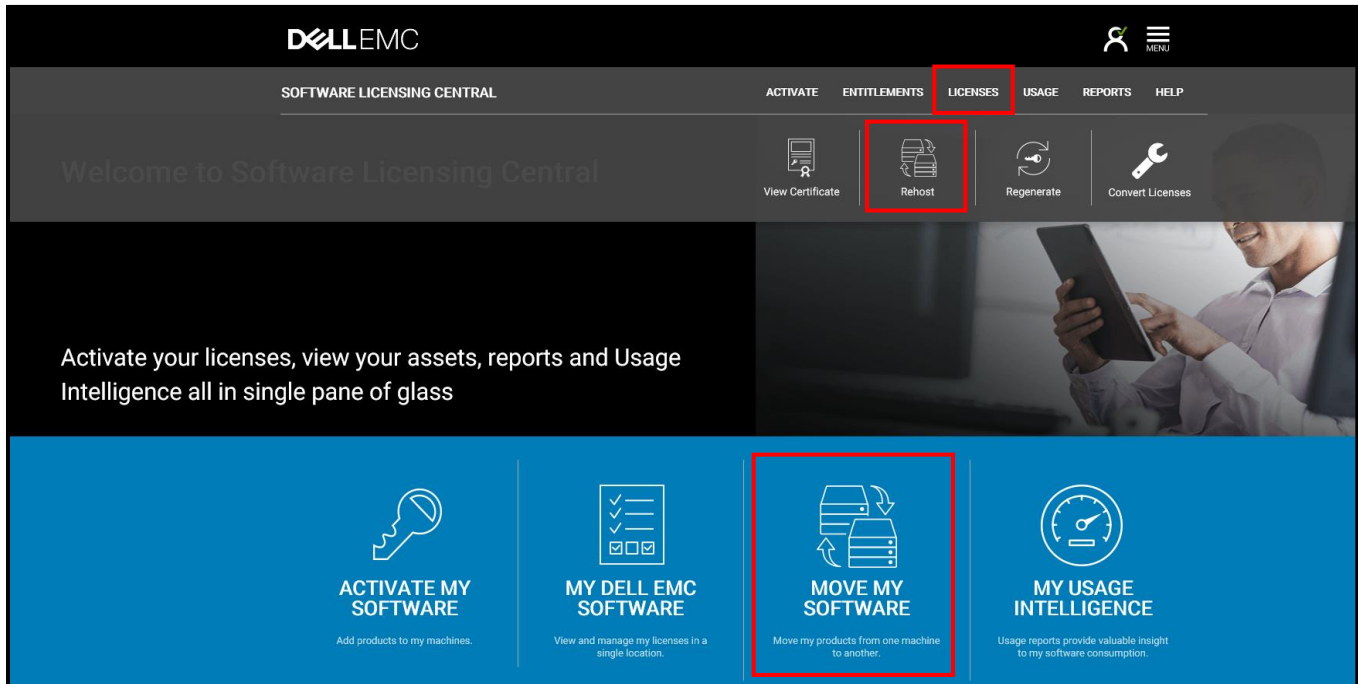 DELLEMC
MENU
SOFTWARE LICENSING CENTRAL
ACTIVATE ENTITLEMENTS LICENSES USAGE REPORTS HELP
Welcome to Software Licensing Central
View Certificate Rehost Regenerate Convert Licenses
Activate your licenses, view your assets, reports and Usage
Intelligence all in single pane of glass
ACTIVATE MY
SOFTWARE
Add products to my machines.
MY DELL EMC
SOFTWARE
View and manage my licenses in a
single location.
MOVE MY
SOFTWARE
Move my products from one machine
to another.
MY USAGE
INTELLIGENCE
Usage reports provide valuable insight
to my software consumption.